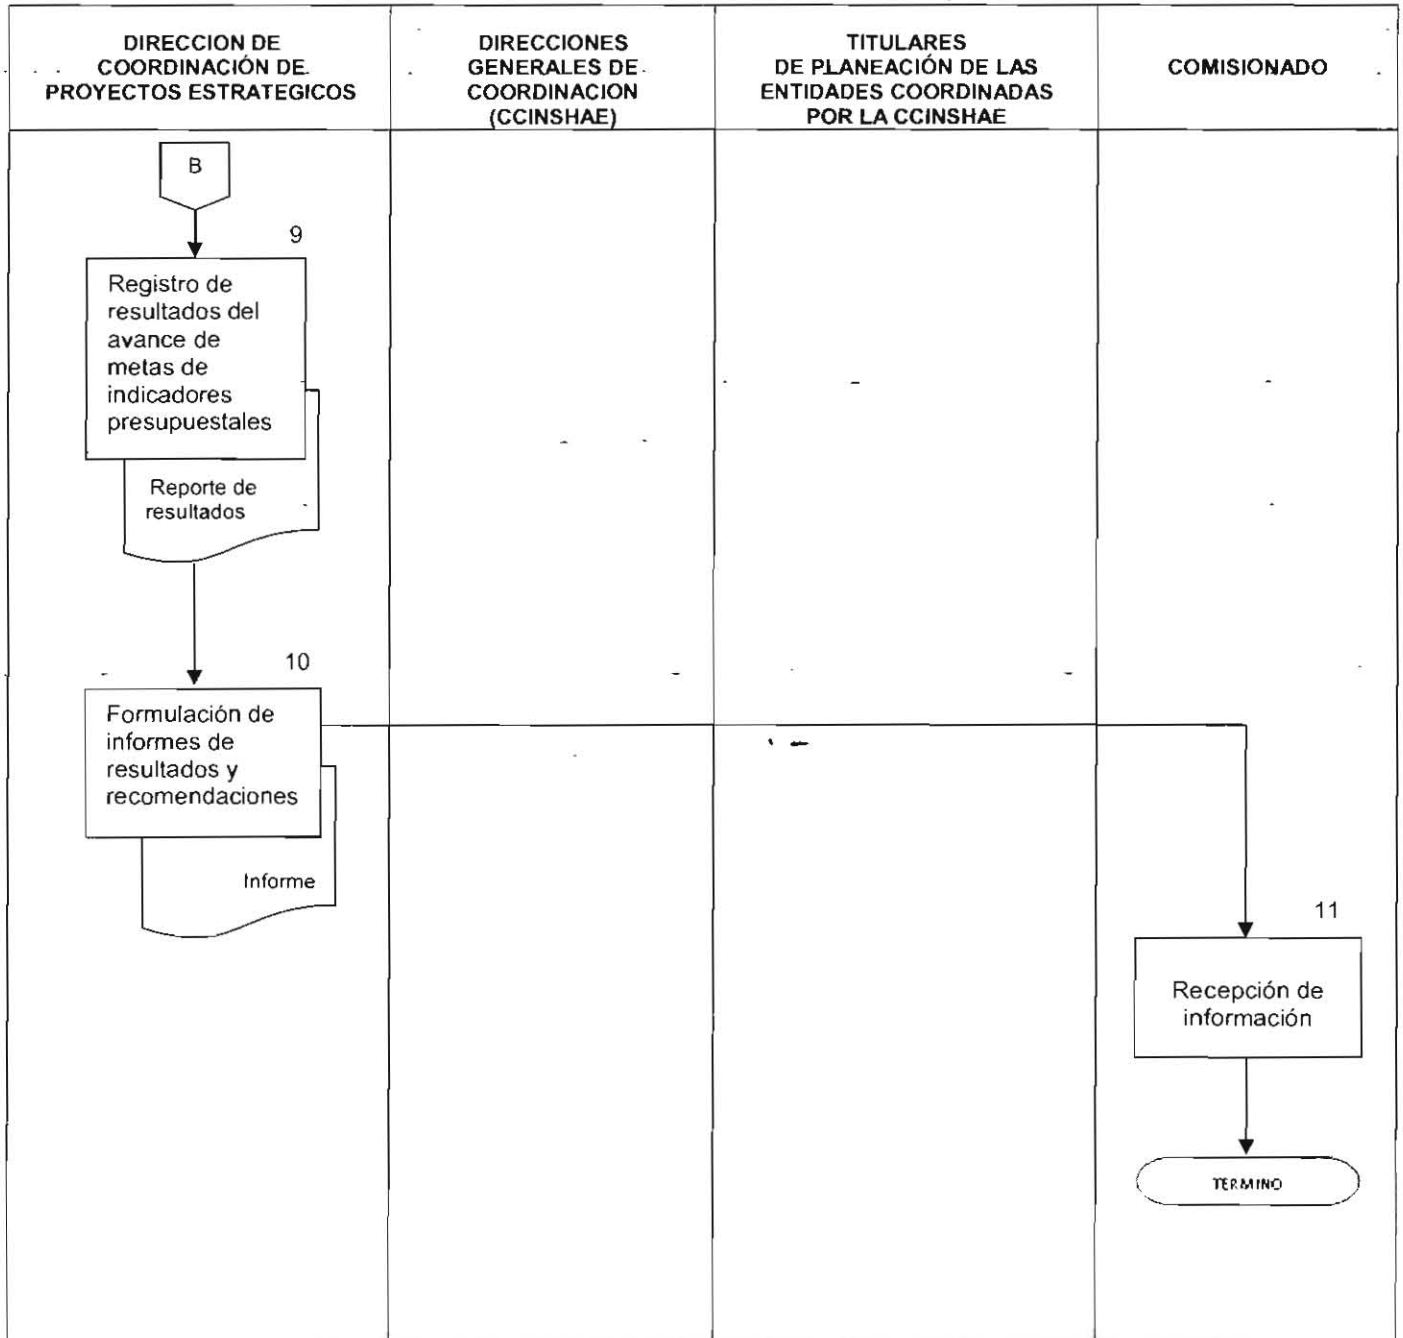 DIRECCION DE
COORDINACIÓN DE.
PROYECTOS ESTRATEGICOS
DIRECCIONES
GENERALES DE
COORDINACION
(CCINSHAE)
TITULARES
DE PLANEACIÓN DE LAS
ENTIDADES COORDINADAS
POR LA CCINSHAE
COMISIONADO
B
9
Registro de
resultados del
avance de
metas de
indicadores
presupuestales
Reporte de
resultados
10
Formulación de
informes de
resultados y
recomendaciones
Informe
11
Recepción de
información
TERMINO